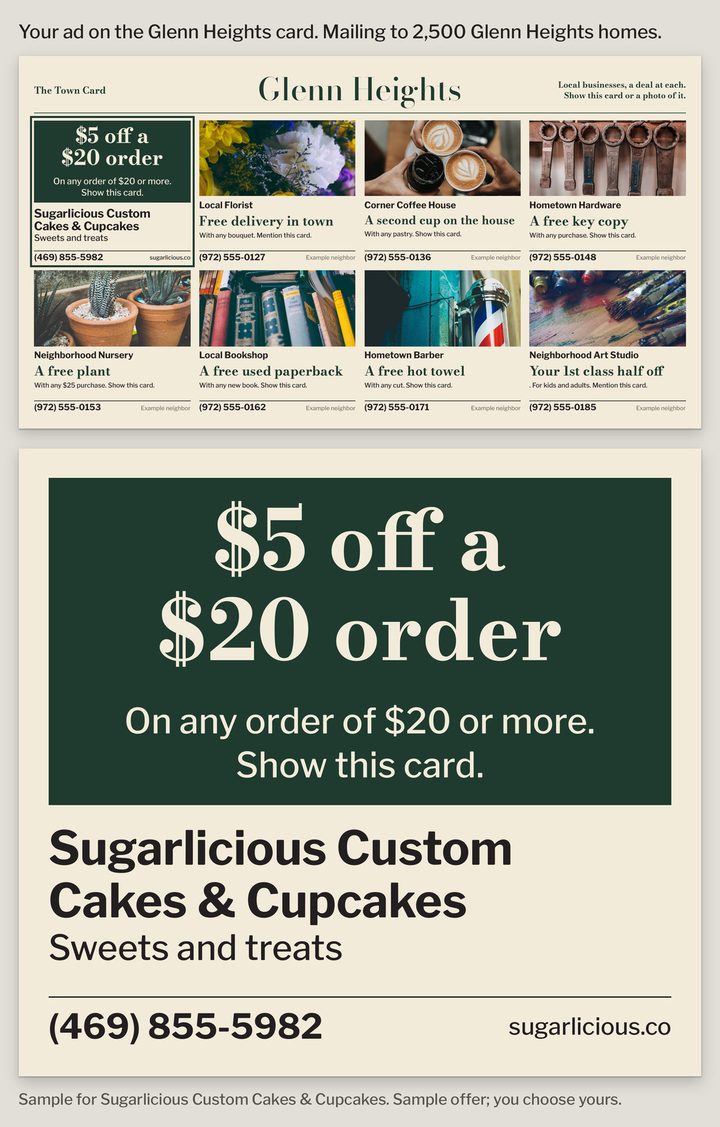 Your ad on the Glenn Heights card. Mailing to 2,500 Glenn Heights homes.
The Town Card
Glenn Heights
Local businesses, a deal at each.
Show this card or a photo of it.
$5 off a
$20 order
On any order of $20 or more.
Show this card.
Sugarlicious Custom
Cakes & Cupcakes
Sweets and treats
(469) 855-5982
sugarlicious.co
Local Florist
Free delivery in town
With any bouquet. Mention this card.
(972) 555-0127
Example neighbor
Corner Coffee House
A second cup on the house
With any pastry. Show this card.
(972) 555-0136
Example neighbor
Hometown Hardware
A free key copy
With any purchase. Show this card.
(972) 555-0148
Example neighbor
Neighborhood Nursery
A free plant
With any $25 purchase. Show this card.
(972) 555-0153
Example neighbor
Local Bookshop
A free used paperback
With any new book. Show this card.
(972) 555-0162
Example neighbor
Hometown Barber
A free hot towel
With any cut. Show this card.
(972) 555-0171
Example neighbor
Neighborhood Art Studio
Your 1st class half off
. For kids and adults. Mention this card.
(972) 555-0185
Example neighbor
$5 off a
$20 order
On any order of $20 or more.
Show this card.
Sugarlicious Custom
Cakes & Cupcakes
Sweets and treats
(469) 855-5982
sugarlicious.co
Sample for Sugarlicious Custom Cakes & Cupcakes. Sample offer; you choose yours.